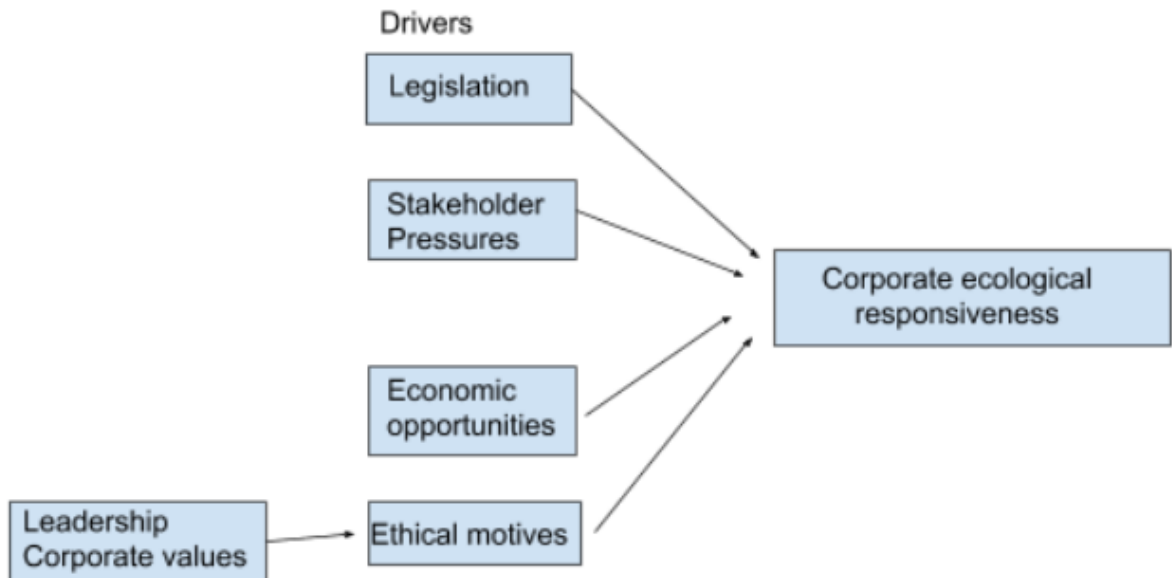 Drivers
Legislation
Stakeholder
Pressures
Corporate ecological
responsiveness
Economic
opportunities
Leadership
Corporate values
Ethical motives